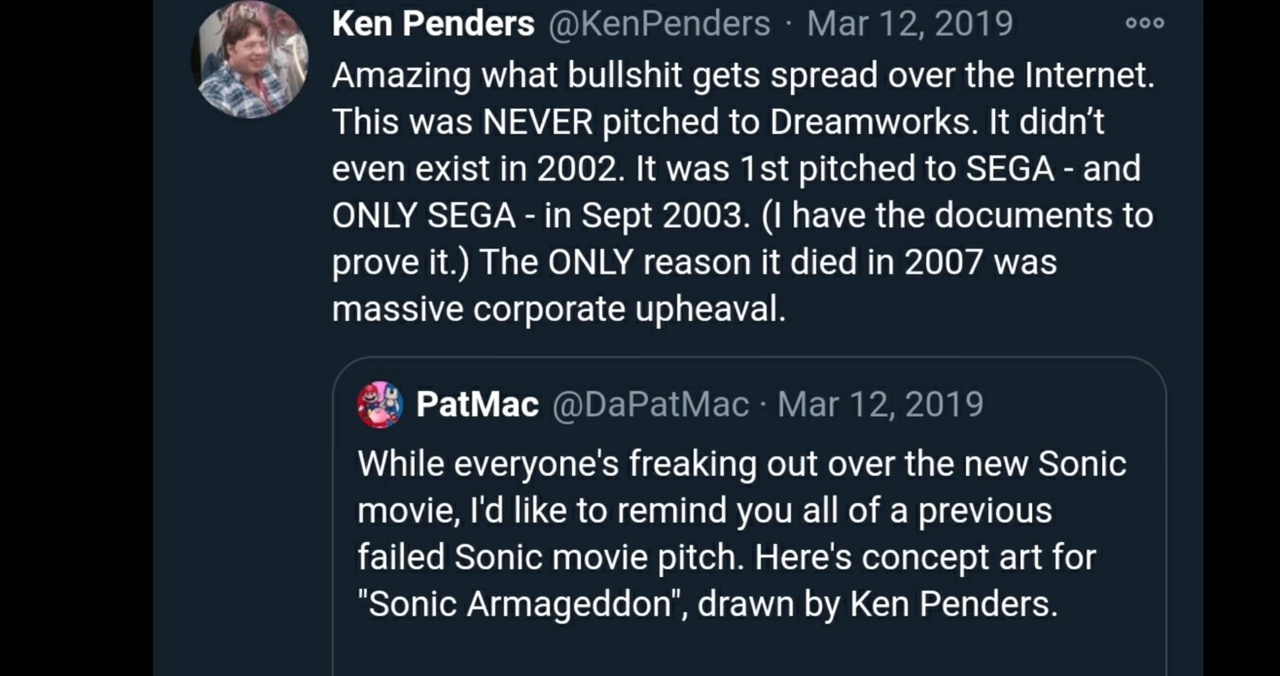 Ken Penders @KenPenders · Mar 12, 2019
Amazing what bullshit gets spread over the Internet.
This was NEVER pitched to Dreamworks. It didn’t
even exist in 2002. It was 1st pitched to SEGA - and
ONLY SEGA - in Sept 2003. (I have the documents to
prove it.) The ONLY reason it died in 2007 was
massive corporate upheaval.
PatMac @DaPatMac · Mar 12, 2019
While everyone's freaking out over the new Sonic
movie, I'd like to remind you all of a previous
failed Sonic movie pitch. Here's concept art for
"Sonic Armageddon", drawn by Ken Penders.